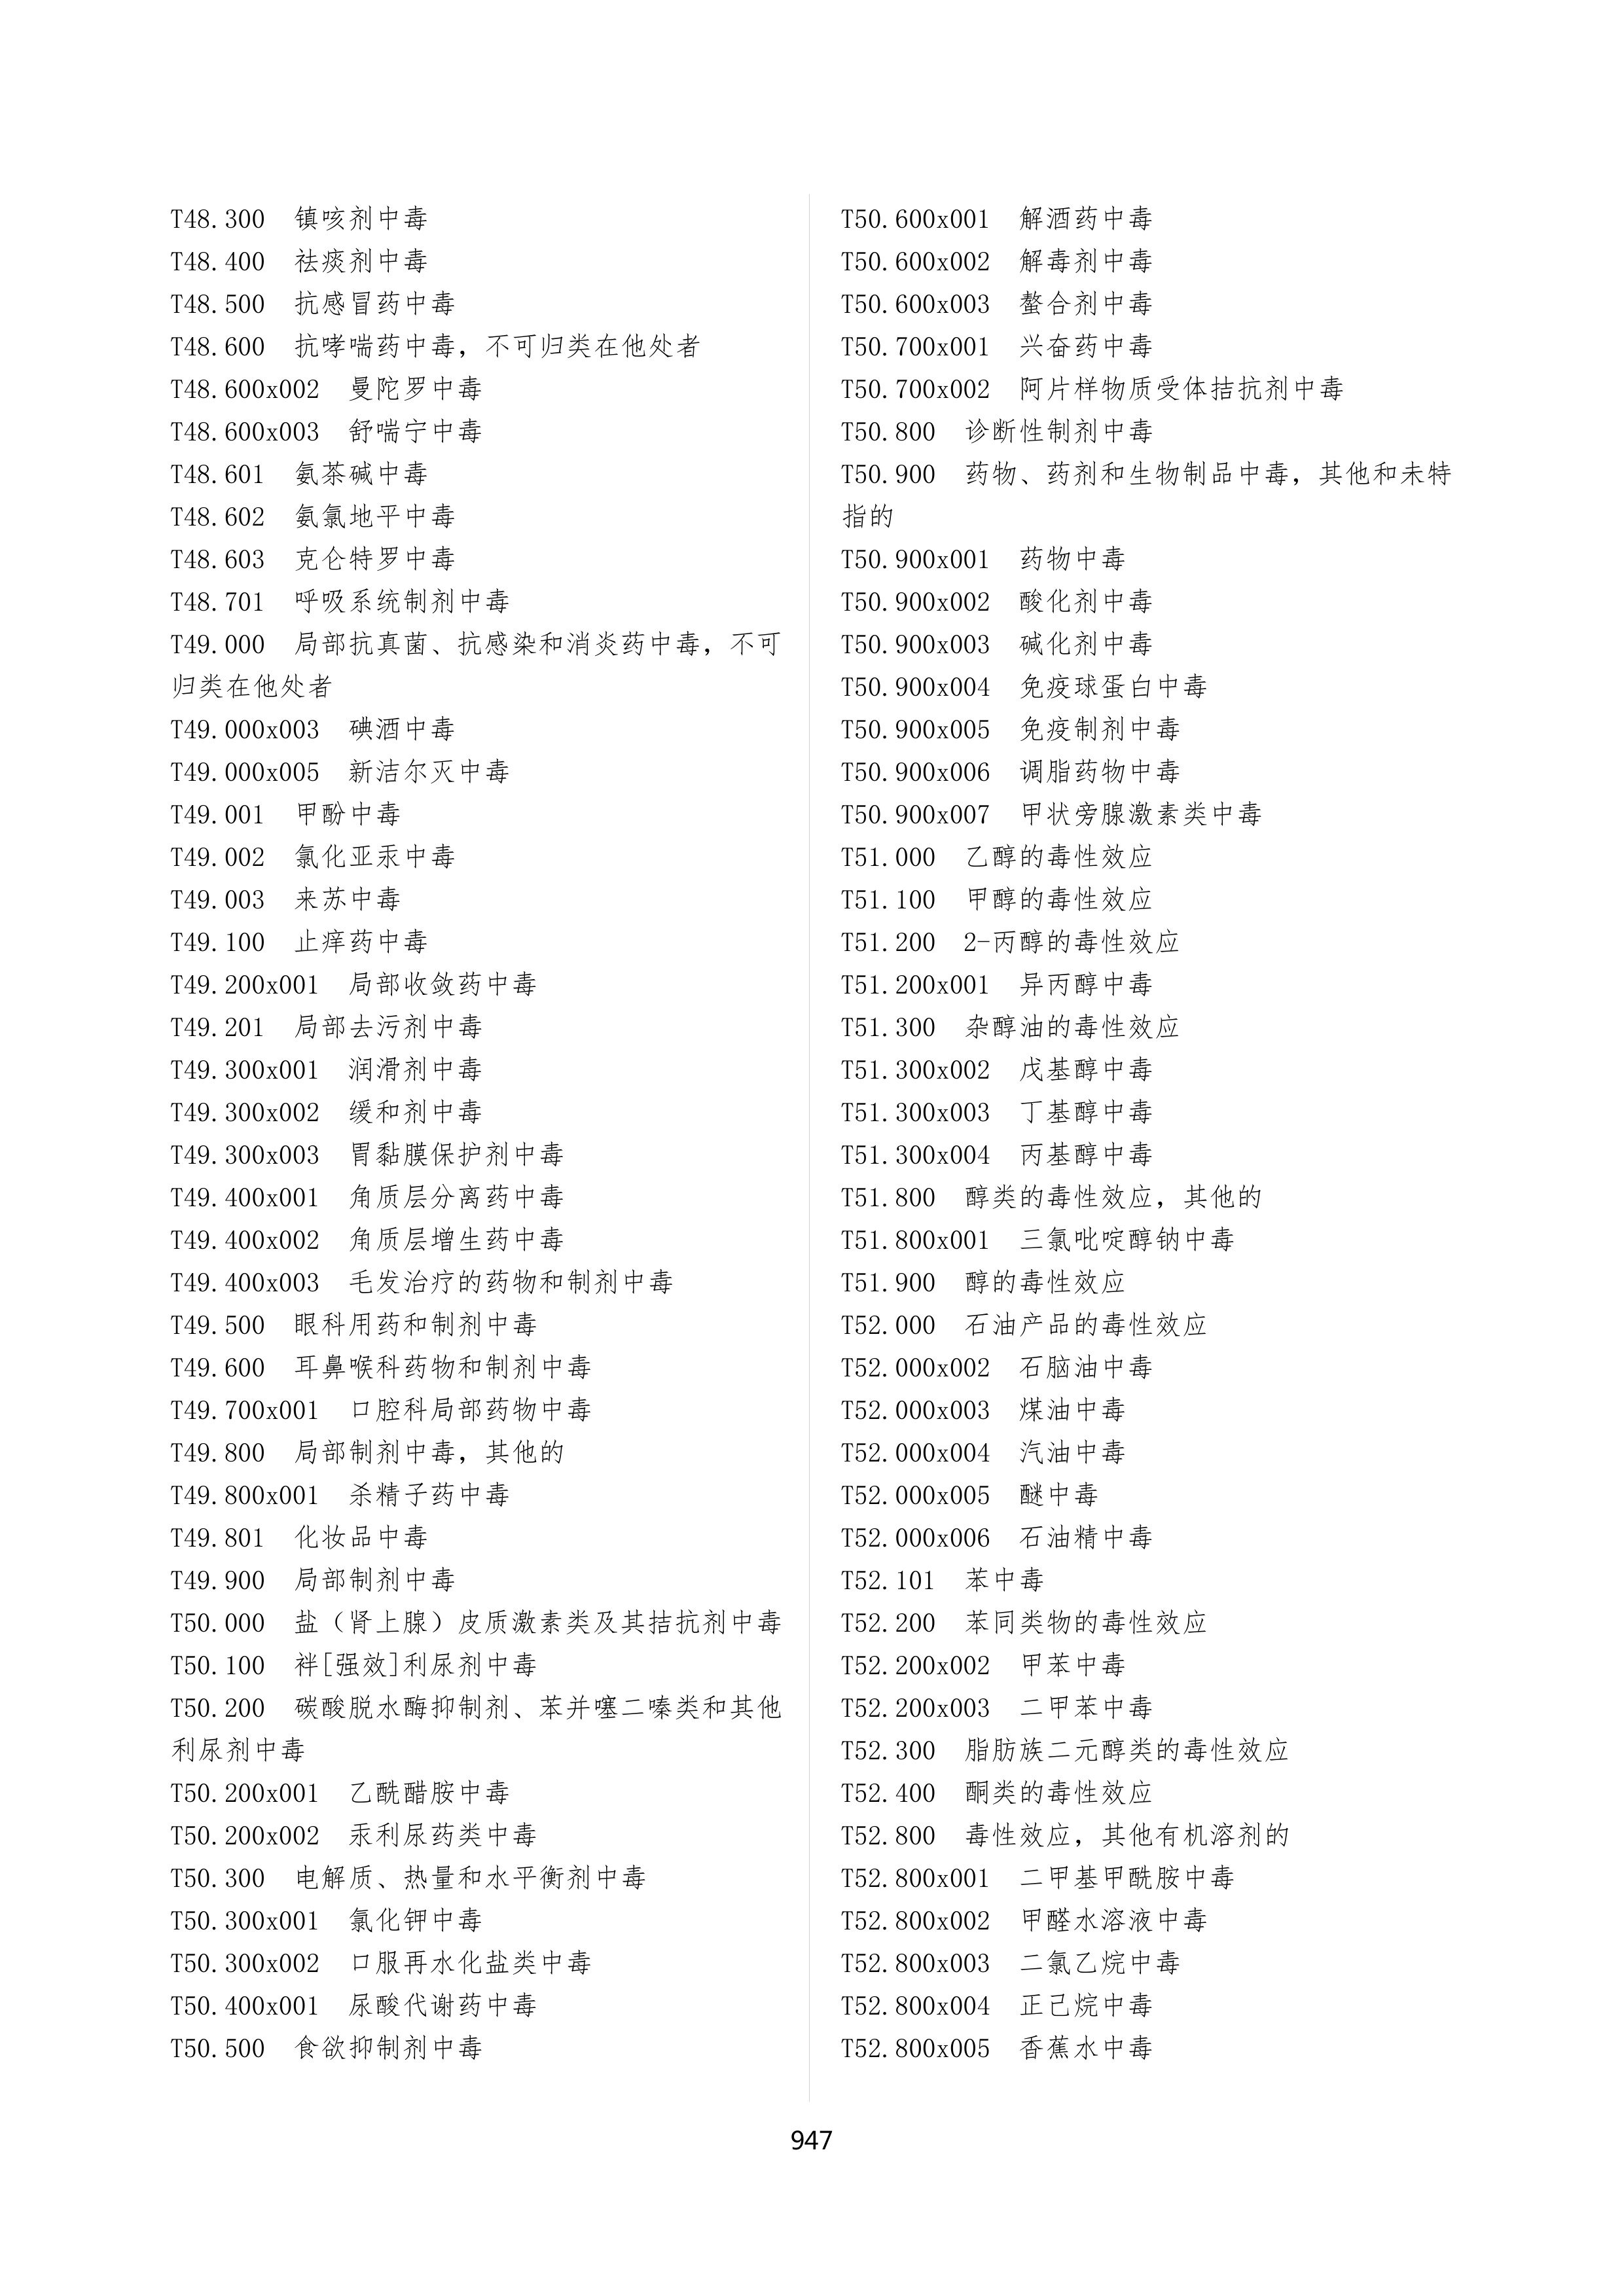 T48.300 镇咳剂中毒
T48.400 祛痰剂中毒
T48.500 抗感冒药中毒
T48.600 抗哮喘药中毒，不可归类在他处者
T48.600x002 曼陀罗中毒
T48.600x003 舒喘宁中毒
T48.601 氨茶碱中毒
T48.602 氨氯地平中毒
T48.603 克仑特罗中毒
T48.701 呼吸系统制剂中毒
T49.000 局部抗真菌、抗感染和消炎药中毒，不可
归类在他处者
T49.000x003 碘酒中毒
T49.000x005 新洁尔灭中毒
T49.001 甲酚中毒
T49.002 氯化亚汞中毒
T49.003 来苏中毒
T49.100 止痒药中毒
T49.200x001 局部收敛药中毒
T49.201 局部去污剂中毒
T49.300x001 润滑剂中毒
T49.300x002 缓和剂中毒
T49.300x003 胃黏膜保护剂中毒
T49.400x001 角质层分离药中毒
T49.400x002 角质层增生药中毒
T49.400x003 毛发治疗的药物和制剂中毒
T49.500 眼科用药和制剂中毒
T49.600 耳鼻喉科药物和制剂中毒
T49.700x001 口腔科局部药物中毒
T49.800 局部制剂中毒，其他的
T49.800x001 杀精子药中毒
T49.801 化妆品中毒
T49.900 局部制剂中毒
T50.000 盐（肾上腺）皮质激素类及其拮抗剂中毒
T50.100 袢[强效]利尿剂中毒
T50.200 碳酸脱水酶抑制剂、苯并噻二嗪类和其他
利尿剂中毒
T50.200x001 乙酰醋胺中毒
T50.200x002 汞利尿药类中毒
T50.300 电解质、热量和水平衡剂中毒
T50.300x001 氯化钾中毒
T50.300x002 口服再水化盐类中毒
T50.400x001 尿酸代谢药中毒
T50.500 食欲抑制剂中毒
T50.600x001 解酒药中毒
T50.600x002 解毒剂中毒
T50.600x003 螯合剂中毒
T50.700x001 兴奋药中毒
T50.700x002 阿片样物质受体拮抗剂中毒
T50.800 诊断性制剂中毒
T50.900 药物、药剂和生物制品中毒，其他和未特
指的
T50.900x001 药物中毒
T50.900x002 酸化剂中毒
T50.900x003 碱化剂中毒
T50.900x004 免疫球蛋白中毒
T50.900x005 免疫制剂中毒
T50.900x006 调脂药物中毒
T50.900x007 甲状旁腺激素类中毒
T51.000 乙醇的毒性效应
T51.100 甲醇的毒性效应
T51.200 2-丙醇的毒性效应
T51.200x001 异丙醇中毒
T51.300 杂醇油的毒性效应
T51.300x002 戊基醇中毒
T51.300x003 丁基醇中毒
T51.300x004 丙基醇中毒
T51.800 醇类的毒性效应，其他的
T51.800x001 三氯吡啶醇钠中毒
T51.900 醇的毒性效应
T52.000 石油产品的毒性效应
T52.000x002 石脑油中毒
T52.000x003 煤油中毒
T52.000x004 汽油中毒
T52.000x005 醚中毒
T52.000x006 石油精中毒
T52.101 苯中毒
T52.200 苯同类物的毒性效应
T52.200x002 甲苯中毒
T52.200x003 二甲苯中毒
T52.300 脂肪族二元醇类的毒性效应
T52.400 酮类的毒性效应
T52.800 毒性效应，其他有机溶剂的
T52.800x001 二甲基甲酰胺中毒
T52.800x002 甲醛水溶液中毒
T52.800x003 二氯乙烷中毒
T52.800x004 正己烷中毒
T52.800x005 香蕉水中毒
947